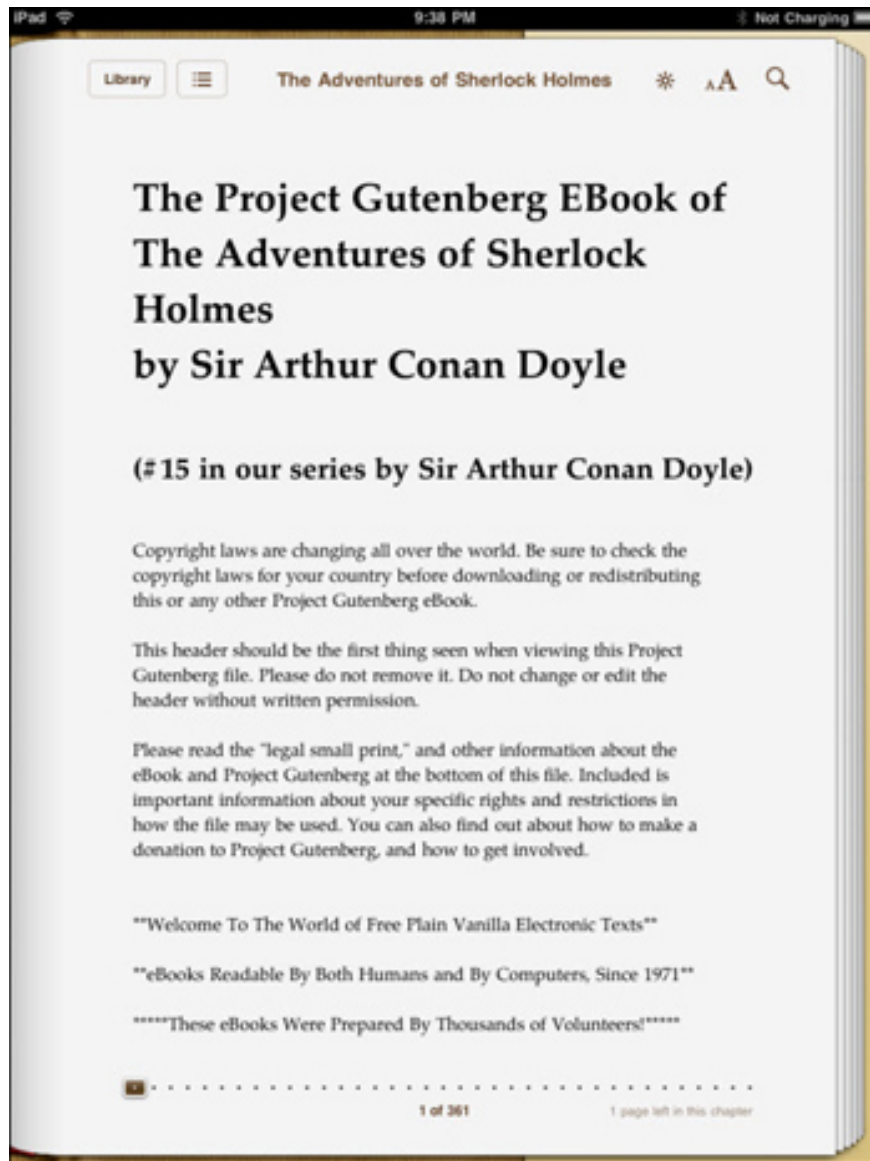 iPad 9:38 PM Not Charging
Library The Adventures of Sherlock Holmes AA
The Project Gutenberg EBook of
The Adventures of Sherlock
Holmes
by Sir Arthur Conan Doyle
(#15 in our series by Sir Arthur Conan Doyle)
Copyright laws are changing all over the world. Be sure to check the
copyright laws for your country before downloading or redistributing
this or any other Project Gutenberg eBook.
This header should be the first thing seen when viewing this Project
Gutenberg file. Please do not remove it. Do not change or edit the
header without written permission.
Please read the "legal small print," and other information about the
eBook and Project Gutenberg at the bottom of this file. Included is
important information about your specific rights and restrictions in
how the file may be used. You can also find out about how to make a
donation to Project Gutenberg, and how to get involved.
**Welcome To The World of Free Plain Vanilla Electronic Texts**
**eBooks Readable By Both Humans and By Computers, Since 1971**
*****These eBooks Were Prepared By Thousands of Volunteers!*****
1 of 361 1 page left in this chapter